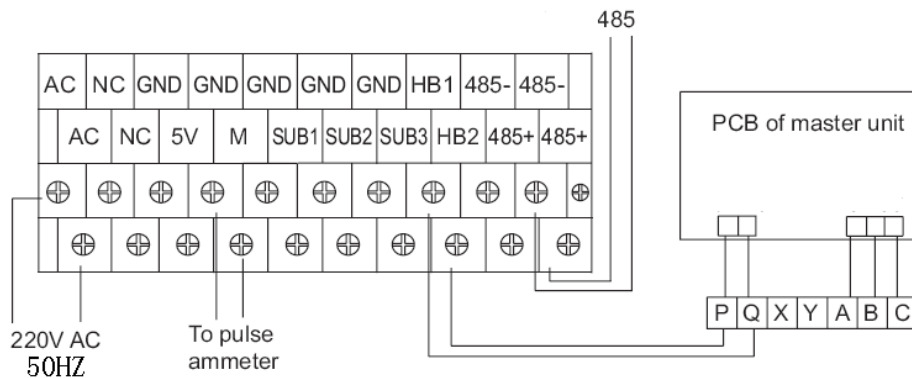 485
AC NC GND GND GND GND GND HB1 485- 485-
AC NC 5V M SUB1 SUB2 SUB3 HB2 485+ 485+
PCB of master unit
P Q X Y A B C
220V AC
50HZ
To pulse
ammeter